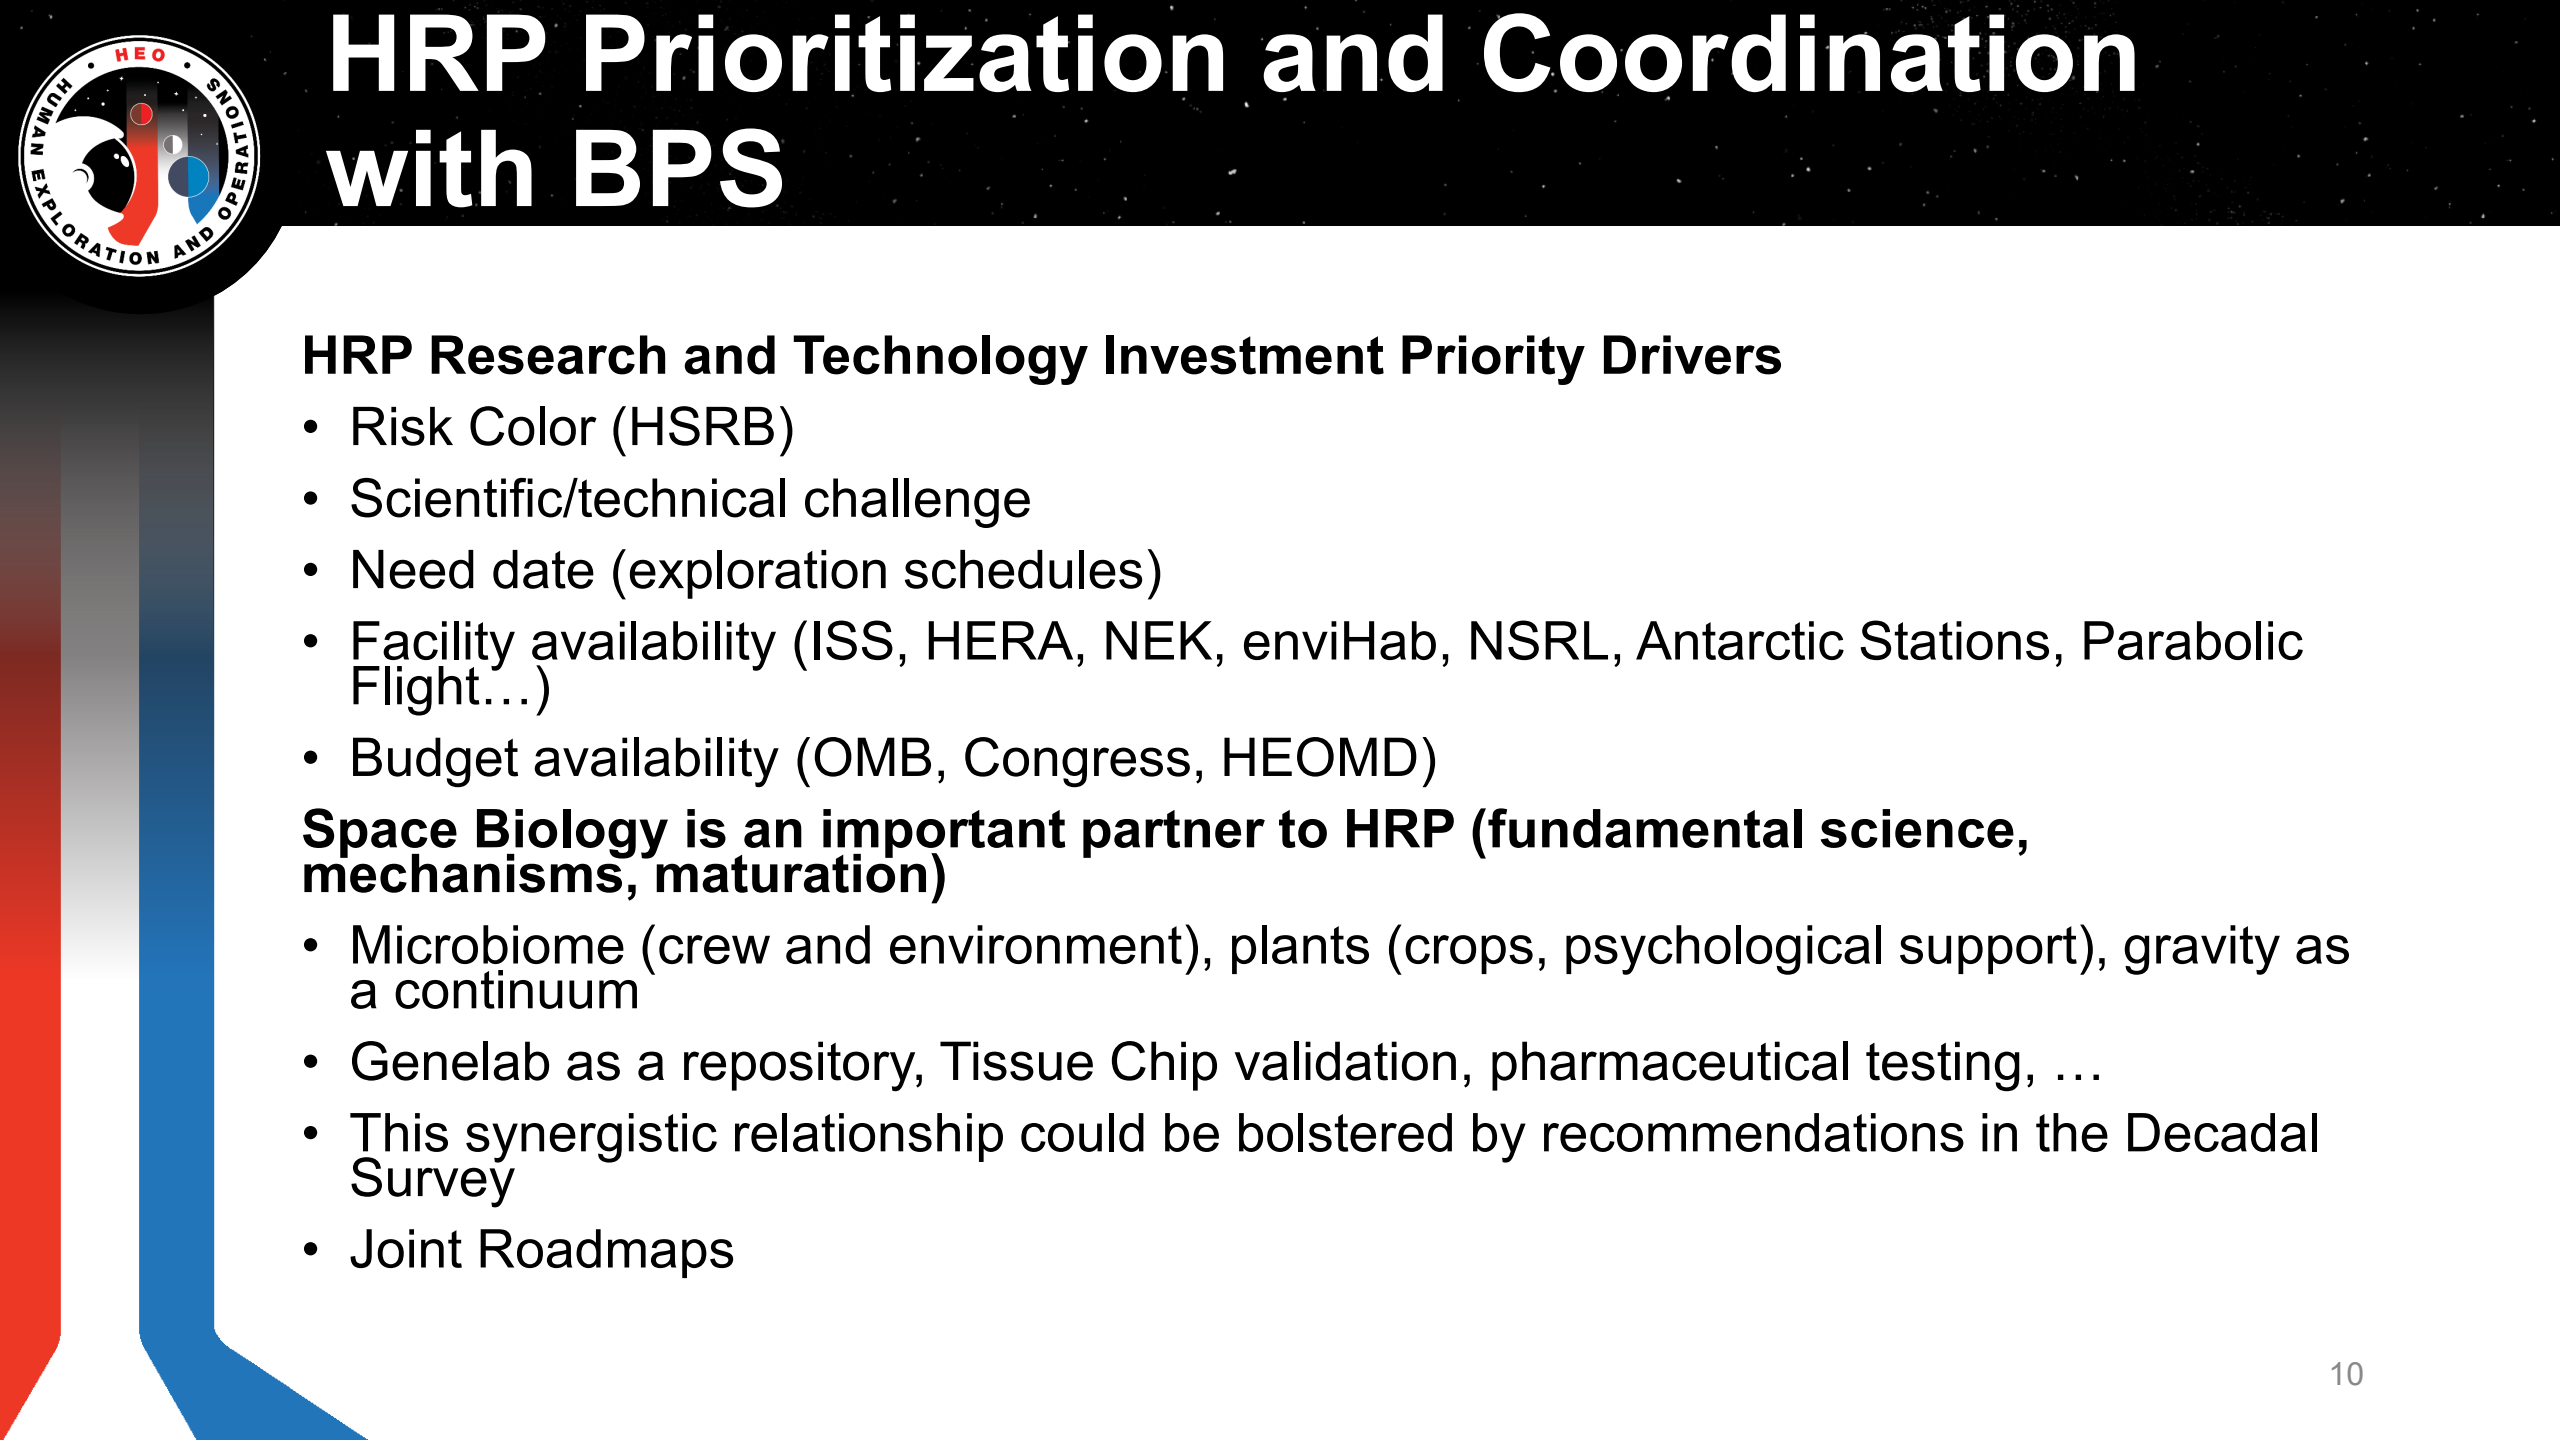 HRP Prioritization and Coordination
with BPS
HEO
HUMAN EXPLORATION AND OPERATIONS
HRP Research and Technology Investment Priority Drivers
• Risk Color (HSRB)
• Scientific/technical challenge
• Need date (exploration schedules)
• Facility availability (ISS, HERA, NEK, enviHab, NSRL, Antarctic Stations, Parabolic
Flight…)
• Budget availability (OMB, Congress, HEOMD)
Space Biology is an important partner to HRP (fundamental science,
mechanisms, maturation)
• Microbiome (crew and environment), plants (crops, psychological support), gravity as
a continuum
• Genelab as a repository, Tissue Chip validation, pharmaceutical testing, …
• This synergistic relationship could be bolstered by recommendations in the Decadal
Survey
• Joint Roadmaps
10